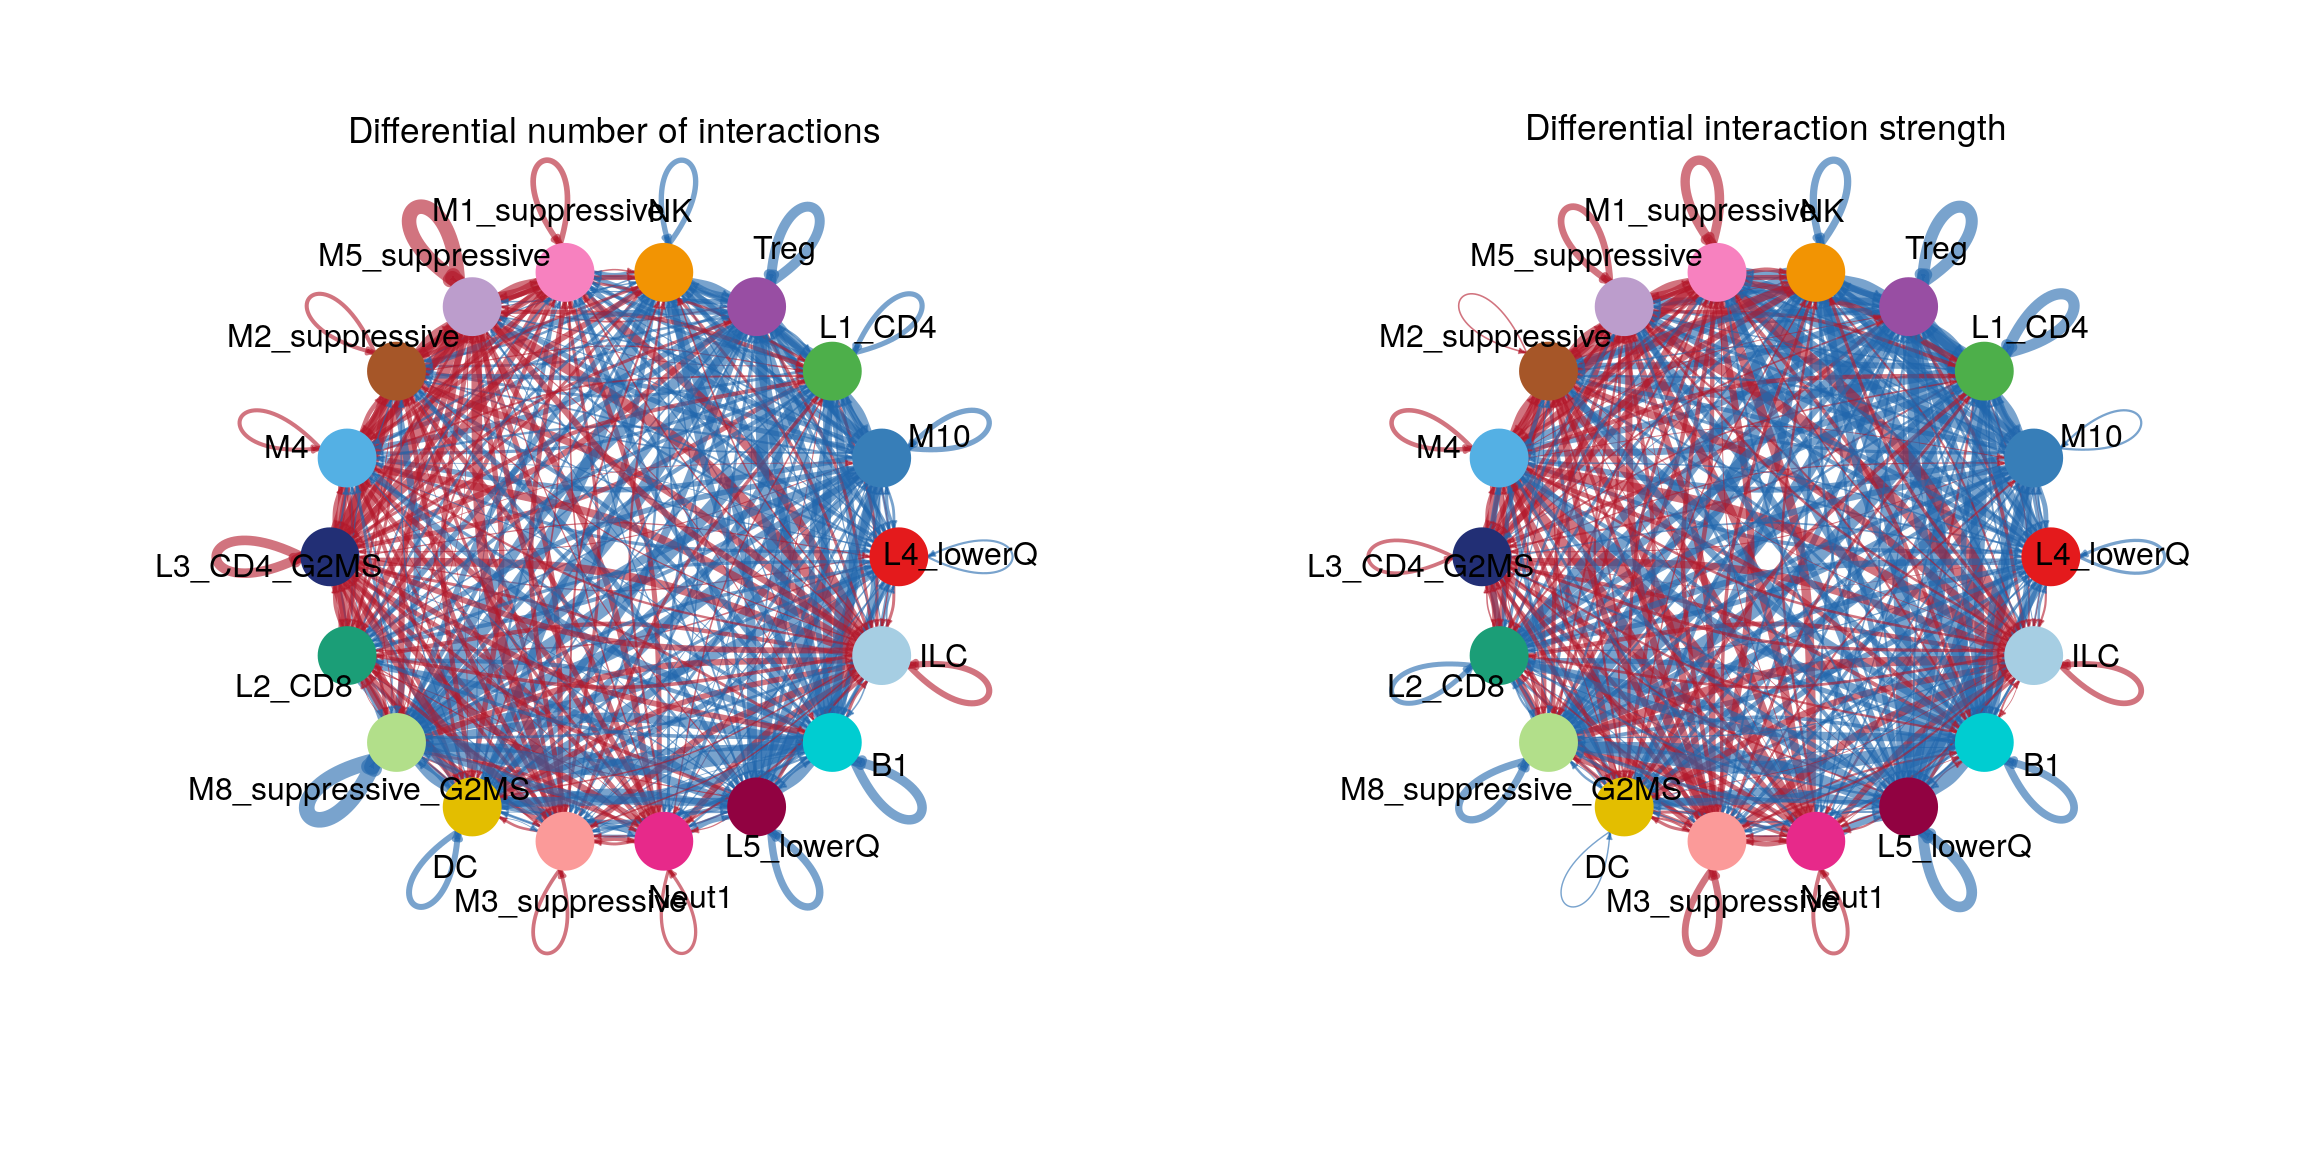 Differential number of interactions
M1_suppressive
NK
M5_suppressive
Treg
M2_suppressive
L1_CD4
M4
M10
L3_CD4_G2MS
L4_lowerQ
L2_CD8
ILC
M8_suppressive_G2MS
B1
DC
L5_lowerQ
M3_suppressive
Neut1
Differential interaction strength
M1_suppressive
NK
M5_suppressive
Treg
M2_suppressive
L1_CD4
M4
M10
L3_CD4_G2MS
L4_lowerQ
L2_CD8
ILC
M8_suppressive_G2MS
B1
DC
L5_lowerQ
M3_suppressive
Neut1